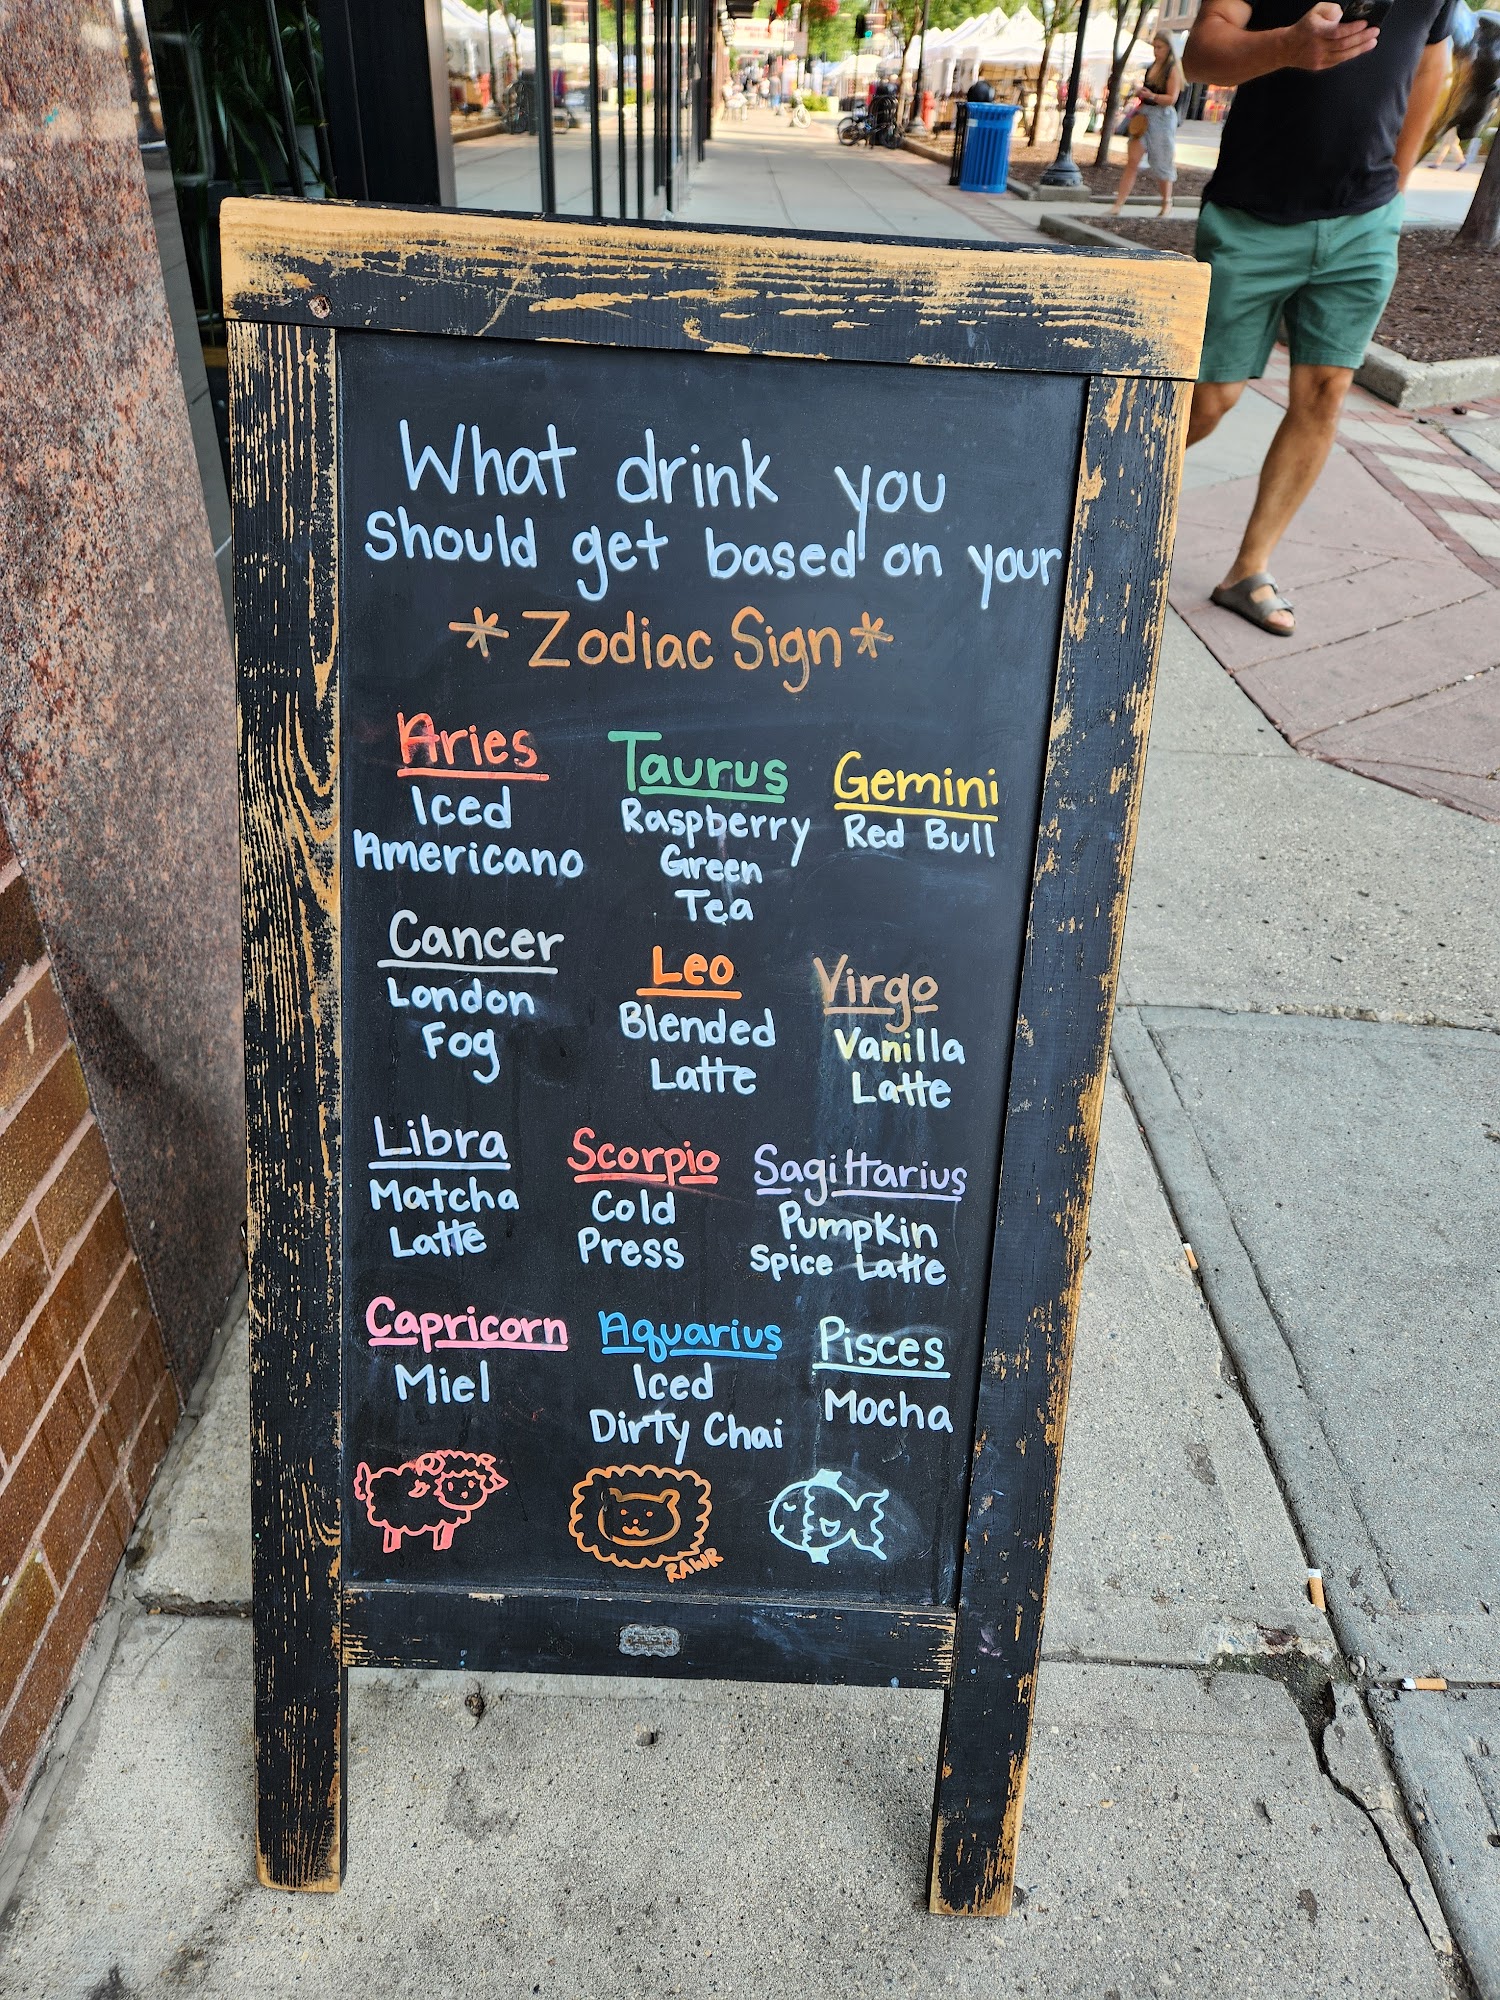 What drink you
should get based on your
*Zodiac Sign*
Aries
Iced
Americano
Taurus
Raspberry
Green
Tea
Gemini
Red Bull
Cancer
London
Fog
Leo
Blended
Latte
Virgo
Vanilla
Latte
Libra
Matcha
Latte
Scorpio
Cold
Press
Sagittarius
Pumpkin
Spice Latte
Capricorn
Miel
Aquarius
Iced
Dirty Chai
Pisces
Mocha
RAWR